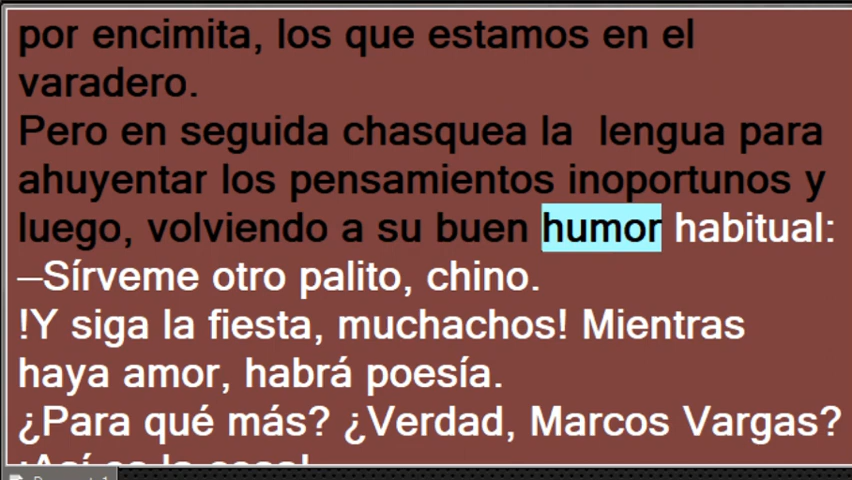 por encimita, los que estamos en el
varadero.
Pero en seguida chasquea la  lengua para
ahuyentar los pensamientos inoportunos y
luego, volviendo a su buen humor habitual:
—Sírveme otro palito, chino.
!Y siga la fiesta, muchachos! Mientras
haya amor, habrá poesía.
¿Para qué más? ¿Verdad, Marcos Vargas?